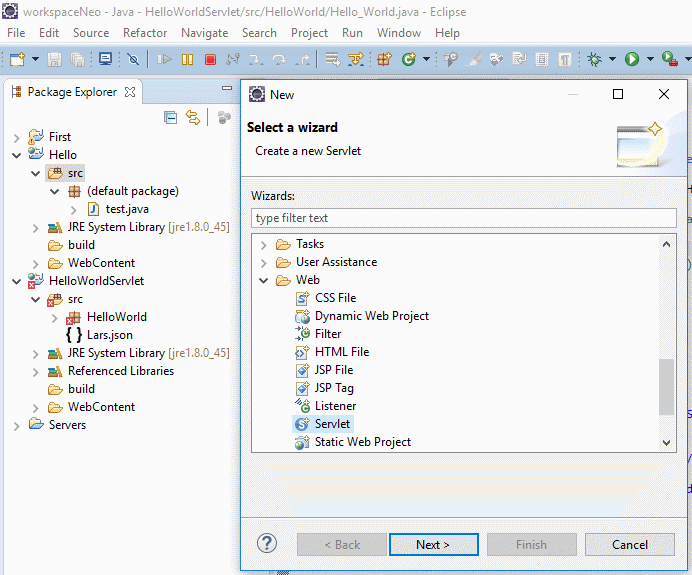 workspaceNeo - Java - HelloWorldServlet/src/HelloWorld/Hello_World.java - Eclipse
File Edit Source Refactor Navigate Search Project Run Window Help
Package Explorer
First
Hello
src
(default package)
test.java
JRE System Library [jre1.8.0_45]
build
WebContent
HelloWorldServlet
src
HelloWorld
Lars.json
JRE System Library [jre1.8.0_45]
Referenced Libraries
build
WebContent
Servers
New
Select a wizard
Create a new Servlet
Wizards:
type filter text
Tasks
User Assistance
Web
CSS File
Dynamic Web Project
Filter
HTML File
JSP File
JSP Tag
Listener
Servlet
Static Web Project
< Back Next > Finish Cancel